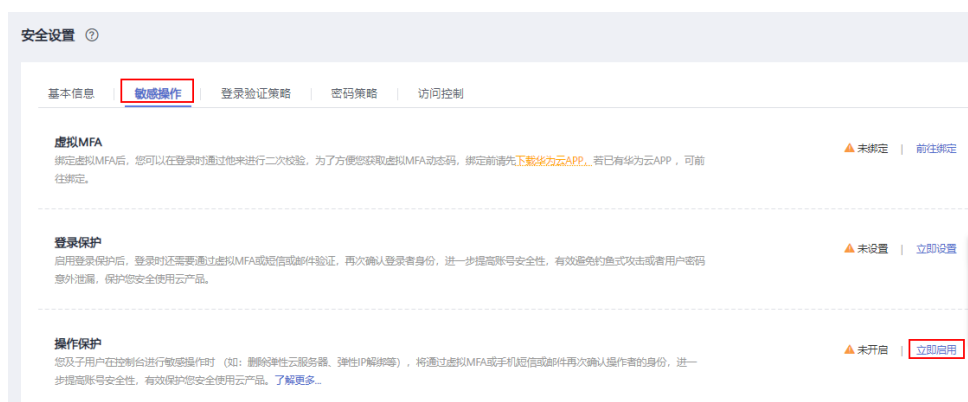 安全设置 ?
基本信息 | 敏感操作 | 登录验证策略 | 密码策略 | 访问控制
虚拟MFA
绑定虚拟MFA后，您可以在登录时通过他来进行二次校验，为了方便您获取虚拟MFA动态码，绑定前请先下载华为云APP，若已有华为云APP ，可前
往绑定。
未绑定 | 前往绑定
登录保护
启用登录保护后，登录时还需要通过虚拟MFA或短信或邮件验证，再次确认登录者身份，进一步提高账号安全性，有效避免钓鱼式攻击或者用户密码
意外泄漏，保护您安全使用云产品。
未设置 | 立即设置
操作保护
您及子用户在控制台进行敏感操作时 （如：删除弹性云服务器、弹性IP解绑等），将通过虚拟MFA或手机短信或邮件再次确认操作者的身份，进一
步提高账号安全性，有效保护您安全使用云产品。了解更多...
未开启 | 立即启用